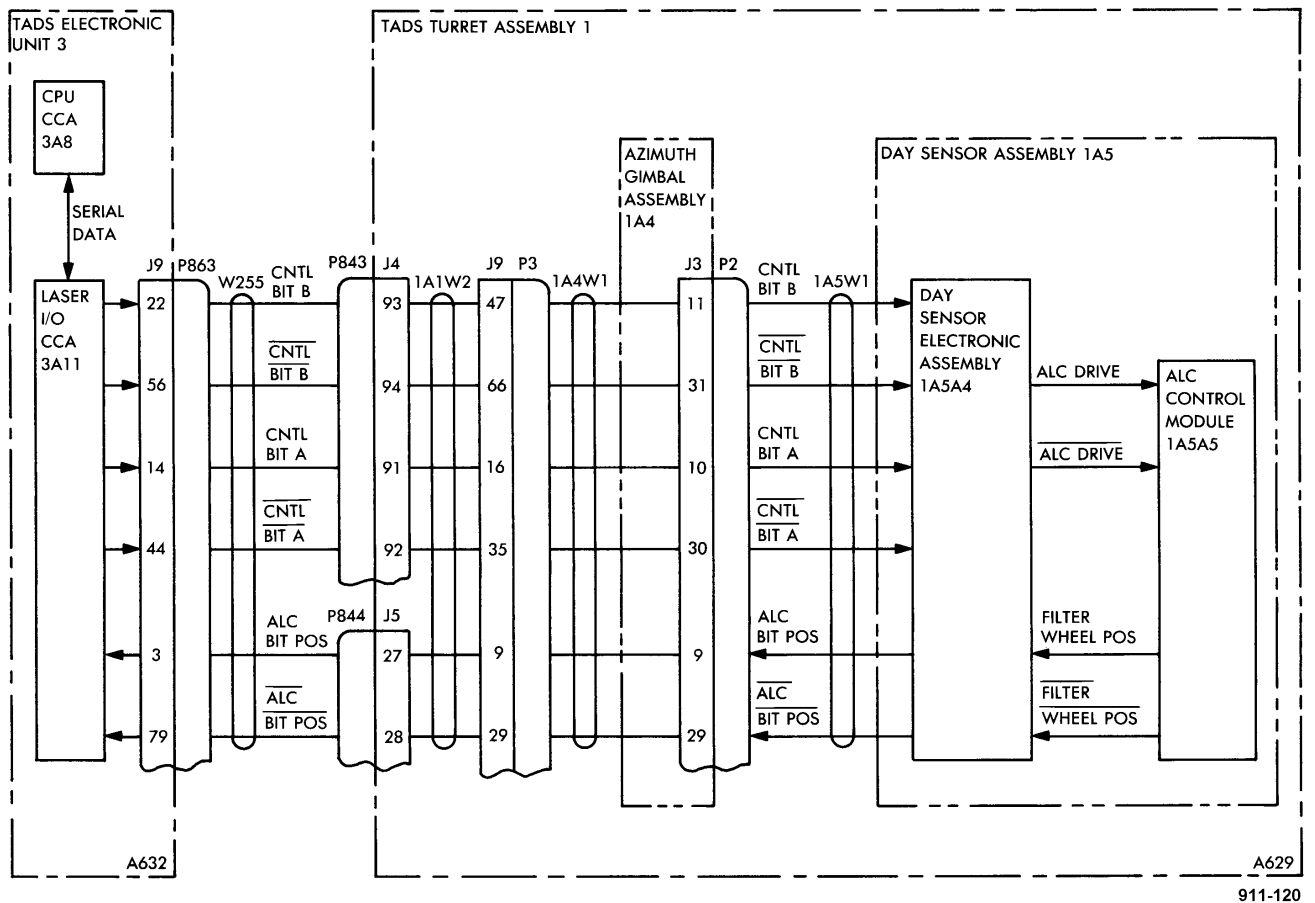 TADS ELECTRONIC
UNIT 3
TADS TURRET ASSEMBLY 1
CPU
CCA
3A8
SERIAL
DATA
AZIMUTH
GIMBAL
ASSEMBLY
1A4
DAY SENSOR ASSEMBLY 1A5
J9 P863
W255
CNTL
BIT B
P843 J4
1A1W2
J9 P3
1A4W1
J3 P2
CNTL
BIT B
1A5W1
LASER
I/O
CCA
3A11
DAY
SENSOR
ELECTRONIC
ASSEMBLY
1A5A4
ALC
CONTROL
MODULE
1A5A5
22 93 47 11
CNTL
BIT B
CNTL
BIT B
56 94 66 31
ALC DRIVE
CNTL
BIT A
CNTL
BIT A
14 91 16 10
ALC DRIVE
CNTL
BIT A
CNTL
BIT A
44 92 35 30
P844 J5
ALC
BIT POS
ALC
BIT POS
FILTER
WHEEL POS
3 27 9 9
ALC
BIT POS
ALC
BIT POS
FILTER
WHEEL POS
79 28 29 29
A632
A629
911-120